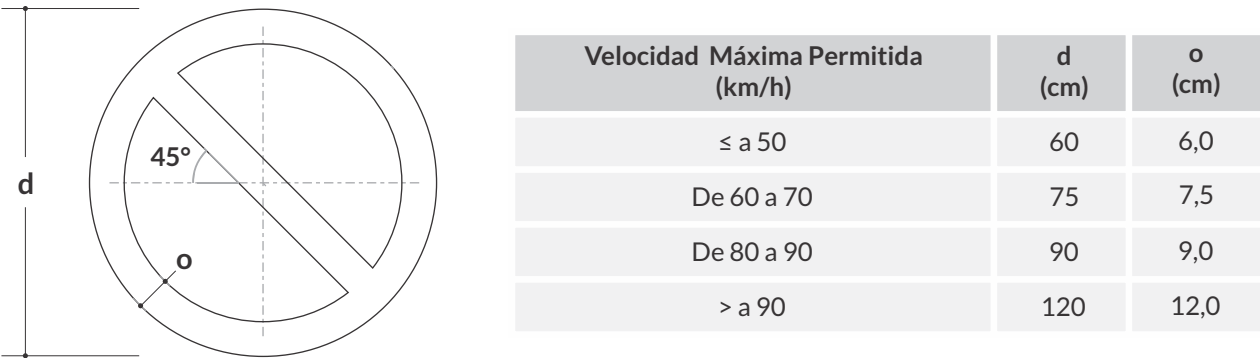 45°
d
o
Velocidad Máxima Permitida
(km/h)
d
(cm)
o
(cm)
≤ a 50 60 6,0
De 60 a 70 75 7,5
De 80 a 90 90 9,0
> a 90 120 12,0